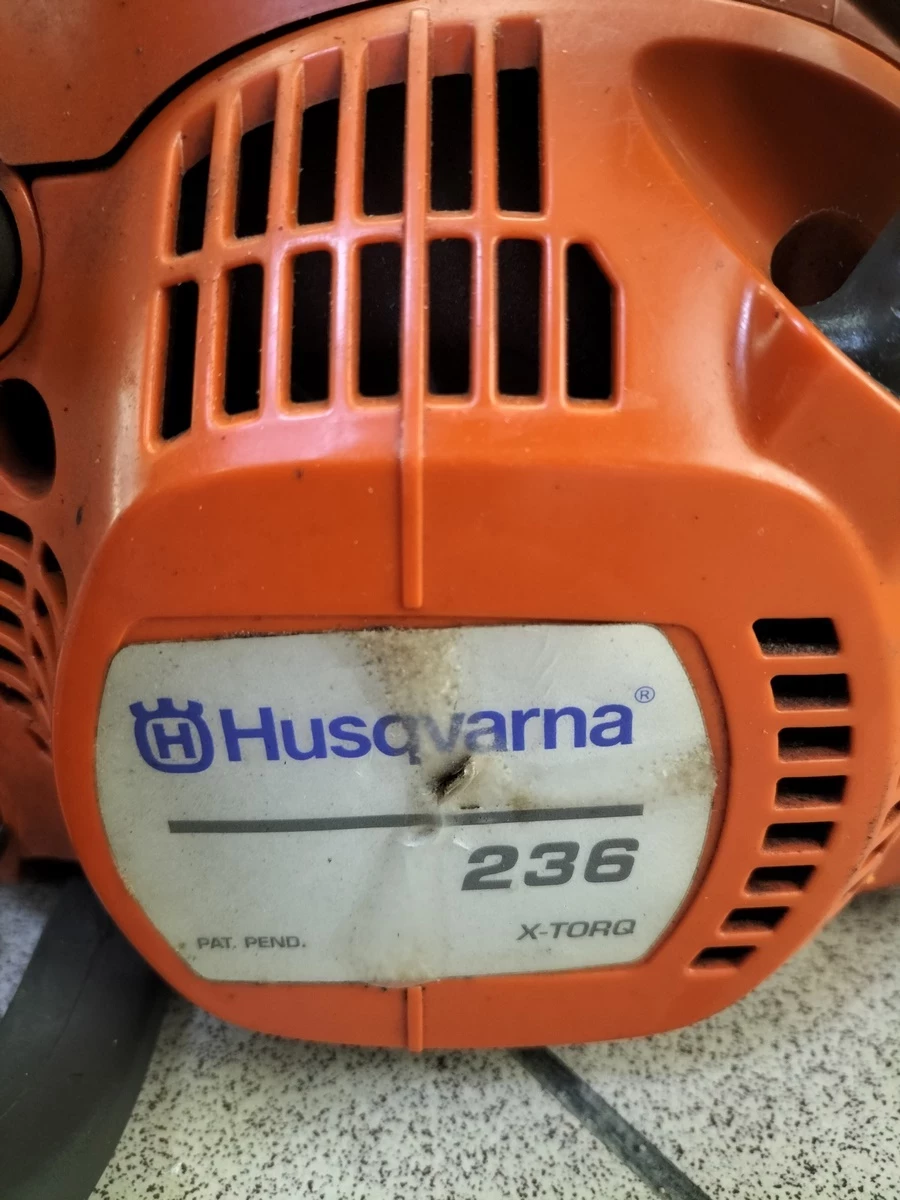 H Husqvarna®
236
X-TORQ
PAT. PEND.